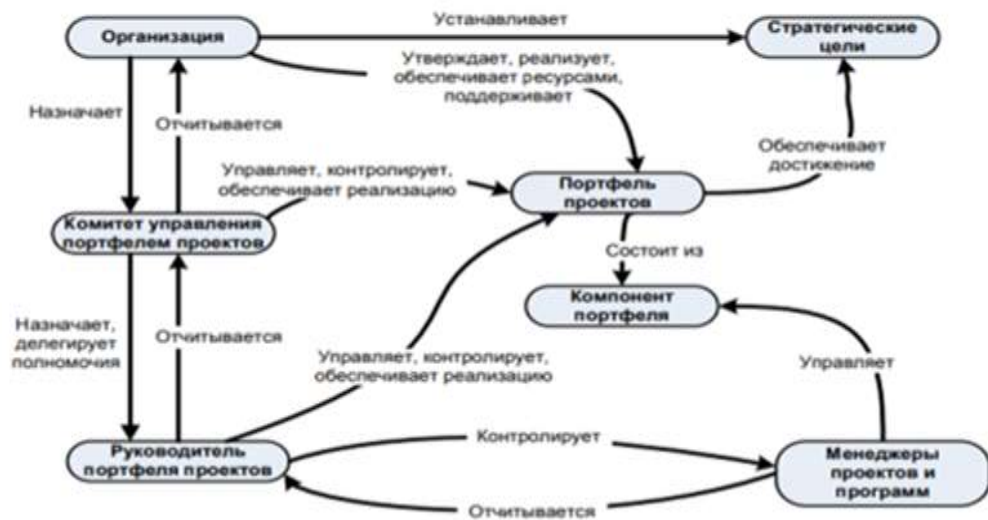 Устанавливает
Организация
Стратегические
цели
Утверждает, реализует,
обеспечивает ресурсами,
поддерживает
Назначает
Отчитывается
Обеспечивает
достижение
Управляет, контролирует,
обеспечивает реализацию
Портфель
проектов
Комитет управления
портфелем проектов
Состоит из
Компонент
портфеля
Назначает,
делегирует
полномочия
Отчитывается
Управляет, контролирует,
обеспечивает реализацию
Управляет
Руководитель
портфеля проектов
Контролирует
Менеджеры
проектов и
программ
Отчитывается